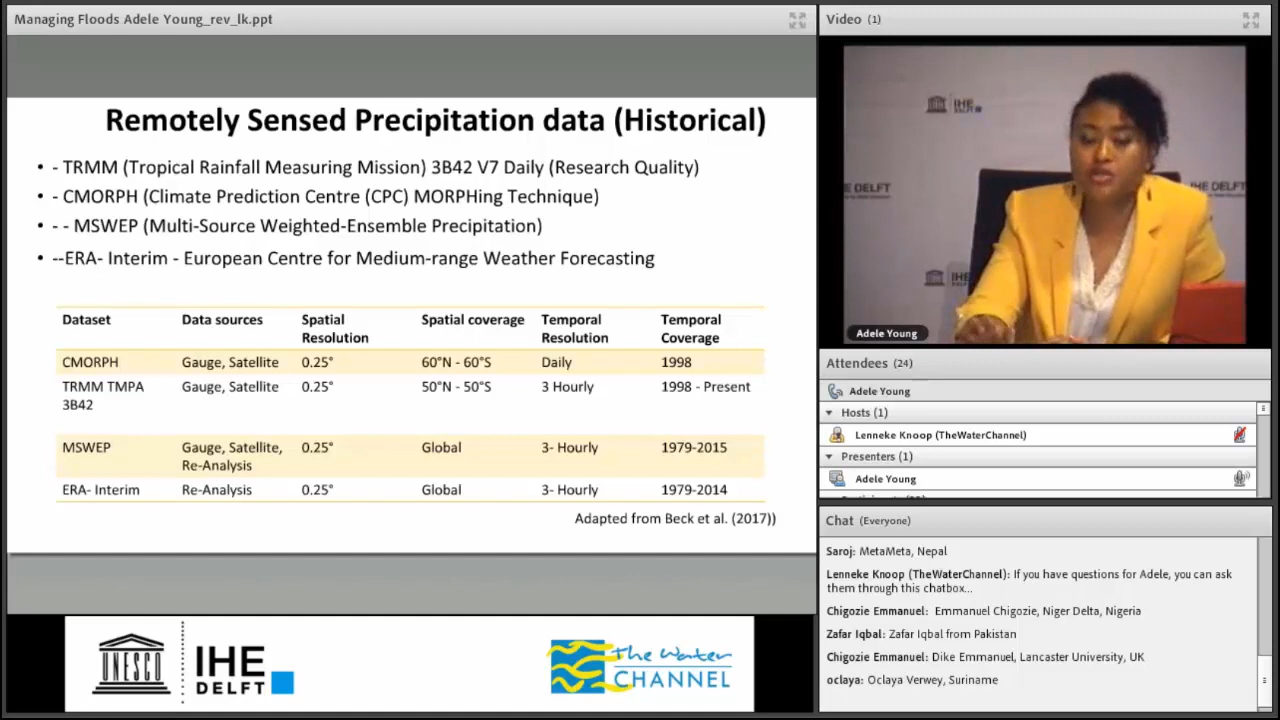 Managing Floods Adele Young_rev_lk.ppt
Remotely Sensed Precipitation data (Historical)
• - TRMM (Tropical Rainfall Measuring Mission) 3B42 V7 Daily (Research Quality)
• - CMORPH (Climate Prediction Centre (CPC) MORPHing Technique)
• - - MSWEP (Multi-Source Weighted-Ensemble Precipitation)
• --ERA- Interim - European Centre for Medium-range Weather Forecasting
Dataset Data sources Spatial Resolution Spatial coverage Temporal Resolution Temporal Coverage
CMORPH Gauge, Satellite 0.25° 60°N - 60°S Daily 1998
TRMM TMPA 3B42 Gauge, Satellite 0.25° 50°N - 50°S 3 Hourly 1998 - Present
MSWEP Gauge, Satellite, Re-Analysis 0.25° Global 3- Hourly 1979-2015
ERA- Interim Re-Analysis 0.25° Global 3- Hourly 1979-2014
Adapted from Beck et al. (2017))
UNESCO
IHE
DELFT
The Water
CHANNEL
Video (1)
IHE
DELFT
IHE DELFT
IHE DELFT
IHE
DELFT
Adele Young
Attendees (24)
Adele Young
Hosts (1)
Lenneke Knoop (TheWaterChannel)
Presenters (1)
Adele Young
Chat (Everyone)
Saroj: MetaMeta, Nepal
Lenneke Knoop (TheWaterChannel): If you have questions for Adele, you can ask
them through this chatbox...
Chigozie Emmanuel: Emmanuel Chigozie, Niger Delta, Nigeria
Zafar Iqbal: Zafar Iqbal from Pakistan
Chigozie Emmanuel: Dike Emmanuel, Lancaster University, UK
oclaya: Oclaya Verwey, Suriname